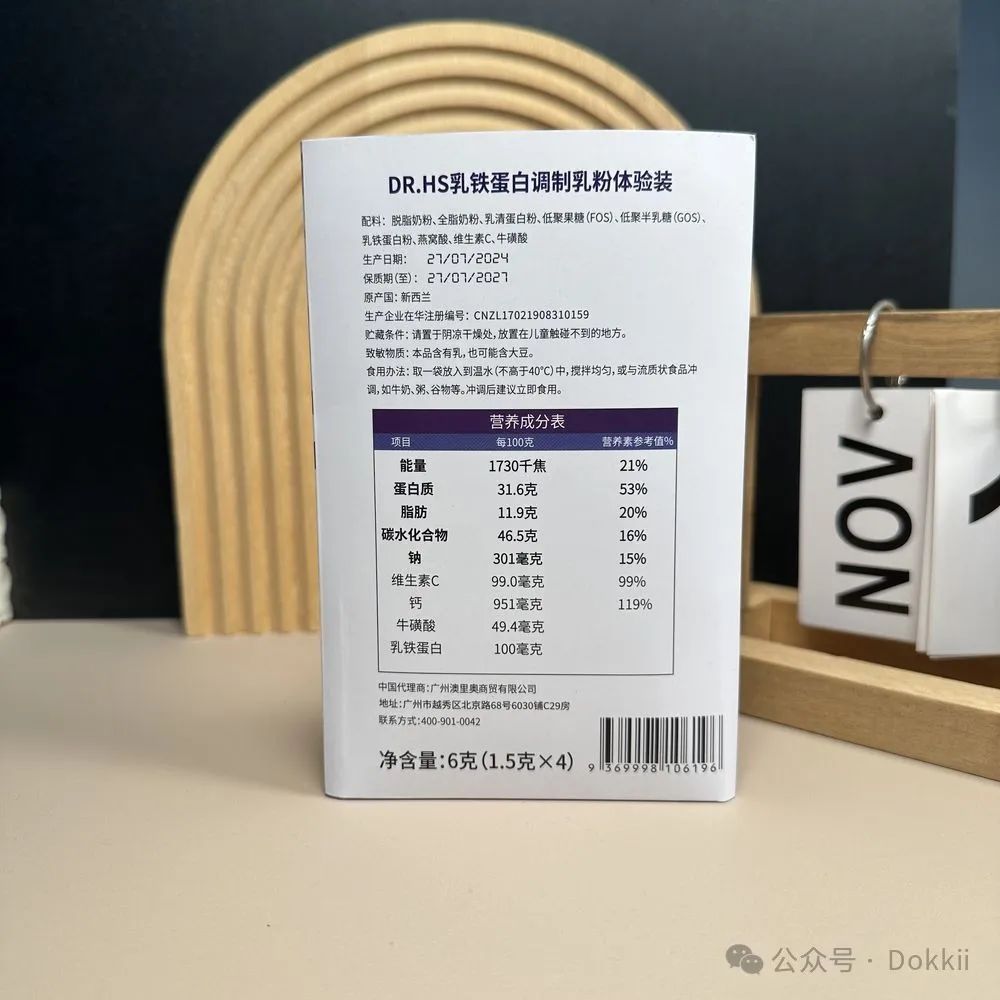 DR.HS乳铁蛋白调制乳粉体验装
配料：脱脂奶粉、全脂奶粉、乳清蛋白粉、低聚果糖（FOS）、低聚半乳糖（GOS）、
乳铁蛋白粉、燕窝酸、维生素C、牛磺酸
生产日期： 27/07/2024
保质期（至）： 27/07/2027
原产国：新西兰
生产企业在华注册编号：CNZL17021908310159
贮藏条件：请置于阴凉干燥处，放置在儿童触碰不到的地方。
致敏物质：本品含有乳，也可能含大豆。
食用办法：取一袋放入到温水（不高于40℃）中，搅拌均匀，或与流质状食品冲
调，如牛奶、粥、谷物等。冲调后建议立即食用。
营养成分表
项目 每100克 营养素参考值%
能量 1730千焦 21%
蛋白质 31.6克 53%
脂肪 11.9克 20%
碳水化合物 46.5克 16%
钠 301毫克 15%
维生素C 99.0毫克 99%
钙 951毫克 119%
牛磺酸 49.4毫克
乳铁蛋白 100毫克
中国代理商：广州澳里奥商贸有限公司
地址：广州市越秀区北京路68号6030铺C29房
联系方式：400-901-0042
净含量：6克（1.5克×4）
9 369998 106196
NOV
公众号 · Dokkii